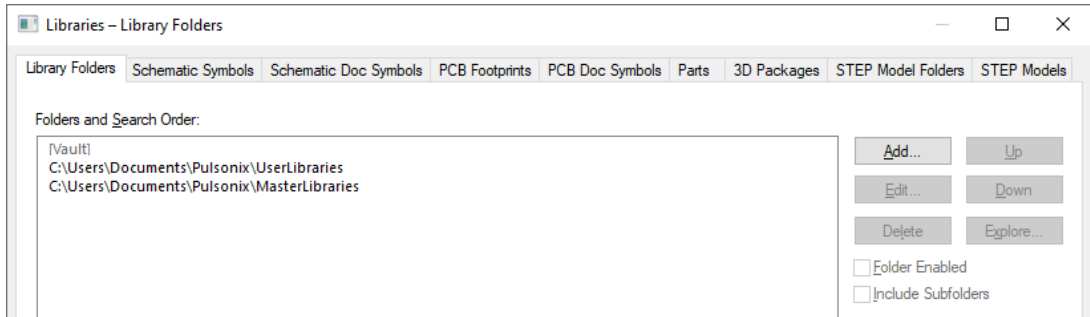 Libraries – Library Folders
Library Folders Schematic Symbols Schematic Doc Symbols PCB Footprints PCB Doc Symbols Parts 3D Packages STEP Model Folders STEP Models
Folders and Search Order:
[Vault]
C:\Users\Documents\Pulsonix\UserLibraries
C:\Users\Documents\Pulsonix\MasterLibraries
Add... Up
Edit... Down
Delete Explore...
Folder Enabled
Include Subfolders